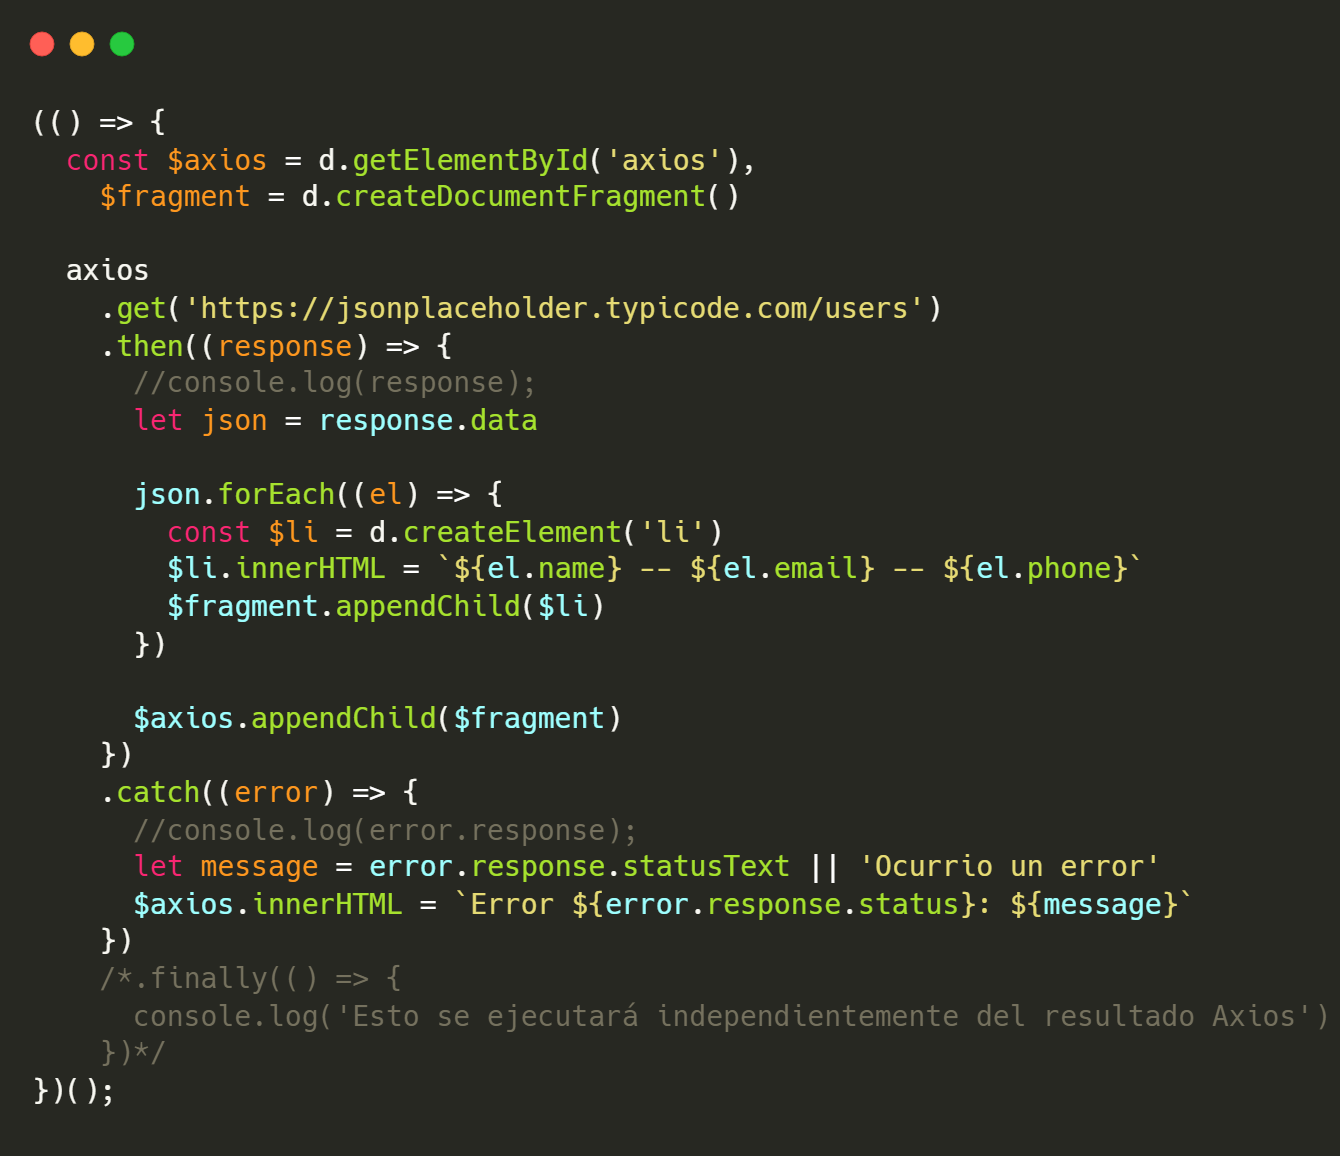 (() => {
  const $axios = d.getElementById('axios'),
    $fragment = d.createDocumentFragment()

  axios
    .get('https://jsonplaceholder.typicode.com/users')
    .then((response) => {
      //console.log(response);
      let json = response.data

      json.forEach((el) => {
        const $li = d.createElement('li')
        $li.innerHTML = `${el.name} -- ${el.email} -- ${el.phone}`
        $fragment.appendChild($li)
      })

      $axios.appendChild($fragment)
    })
    .catch((error) => {
      //console.log(error.response);
      let message = error.response.statusText || 'Ocurrio un error'
      $axios.innerHTML = `Error ${error.response.status}: ${message}`
    })
    /*.finally(() => {
      console.log('Esto se ejecutará independientemente del resultado Axios')
    })*/
})();